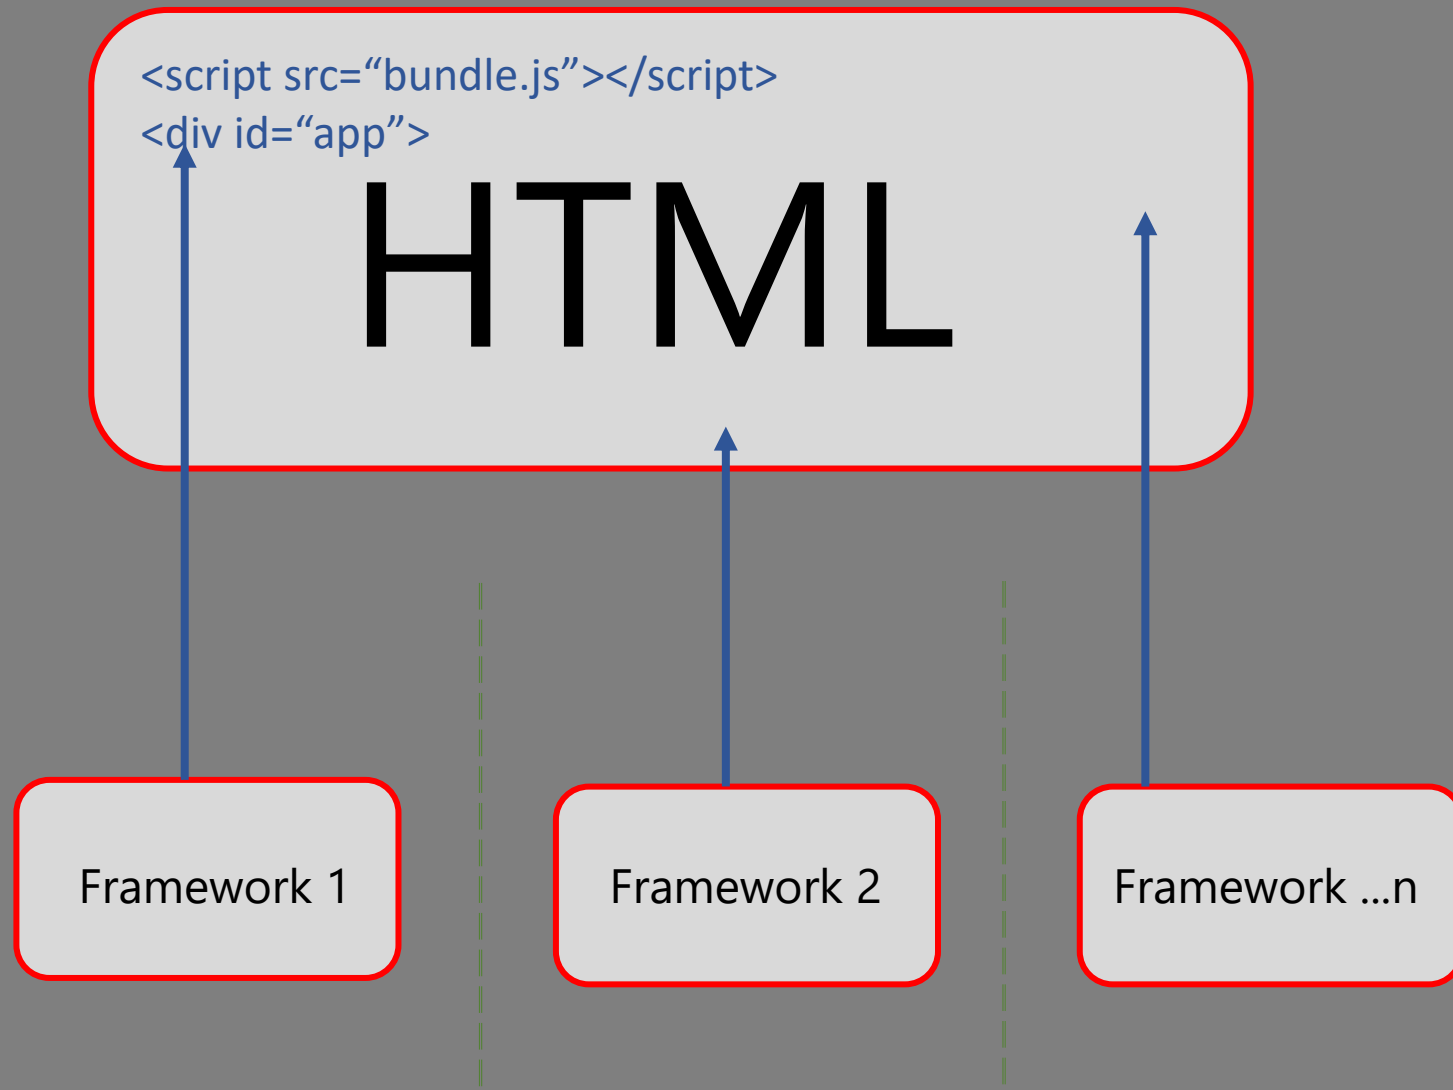 <script src=“bundle.js”></script>
<div id=“app”>
HTML
Framework 1
Framework 2
Framework ...n